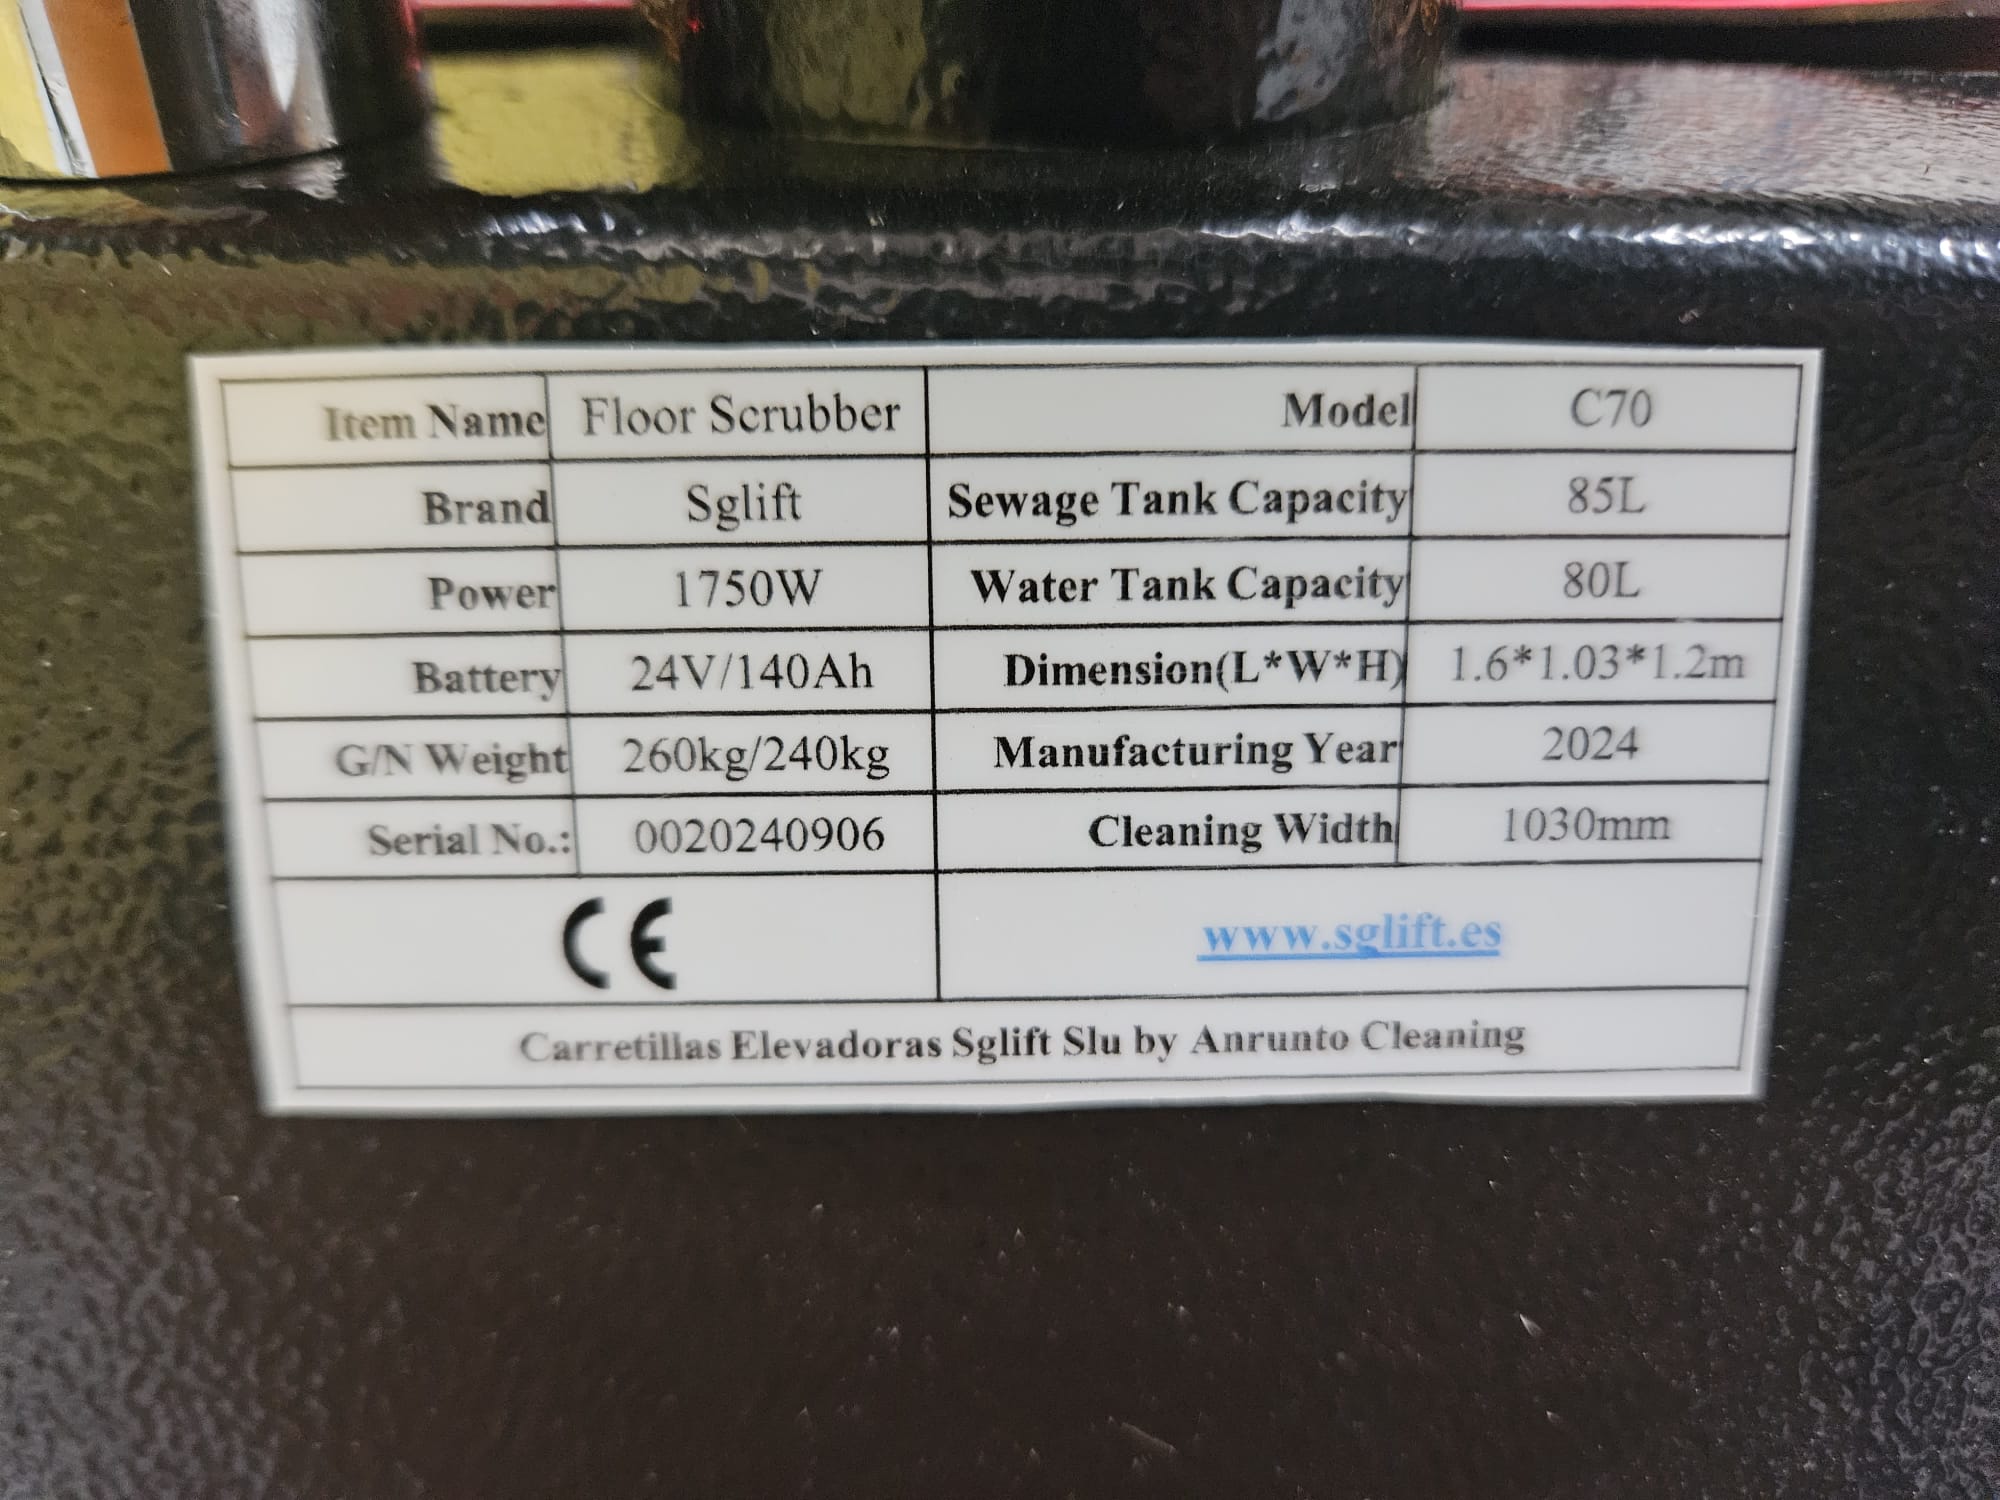 Item Name Floor Scrubber Model C70
Brand Sglift Sewage Tank Capacity 85L
Power 1750W Water Tank Capacity 80L
Battery 24V/140Ah Dimension(L*W*H) 1.6*1.03*1.2m
G/N Weight 260kg/240kg Manufacturing Year 2024
Serial No.: 0020240906 Cleaning Width 1030mm
CE www.sglift.es
Carretillas Elevadoras Sglift Slu by Anrunto Cleaning